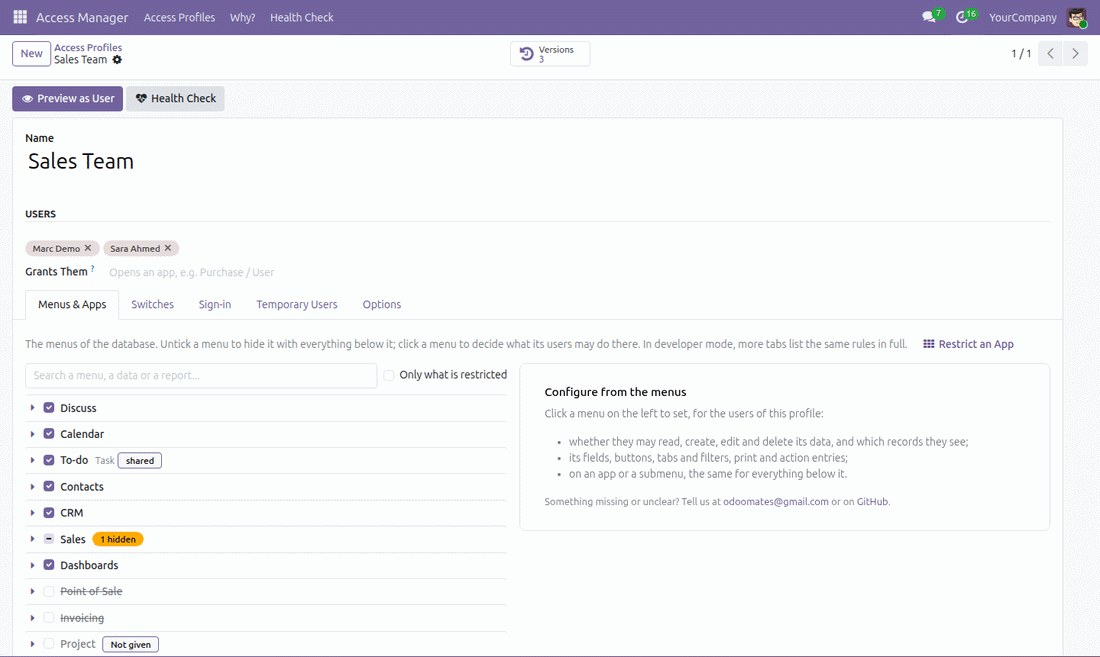 Access Manager Access Profiles Why? Health Check 7 16 YourCompany
New Access Profiles Versions 1 / 1
Sales Team 3
Preview as User Health Check
Name
Sales Team
USERS
Marc Demo Sara Ahmed
Grants Them ? Opens an app, e.g. Purchase / User
Menus & Apps Switches Sign-in Temporary Users Options
The menus of the database. Untick a menu to hide it with everything below it; click a menu to decide what its users may do there. In developer mode, more tabs list the same rules in full. Restrict an App
Search a menu, a data or a report... Only what is restricted
Discuss
Calendar
To-do Task shared
Contacts
CRM
Sales 1 hidden
Dashboards
Point of Sale
Invoicing
Project Not given
Configure from the menus
Click a menu on the left to set, for the users of this profile:
• whether they may read, create, edit and delete its data, and which records they see;
• its fields, buttons, tabs and filters, print and action entries;
• on an app or a submenu, the same for everything below it.
Something missing or unclear? Tell us at odoomates@gmail.com or on GitHub.